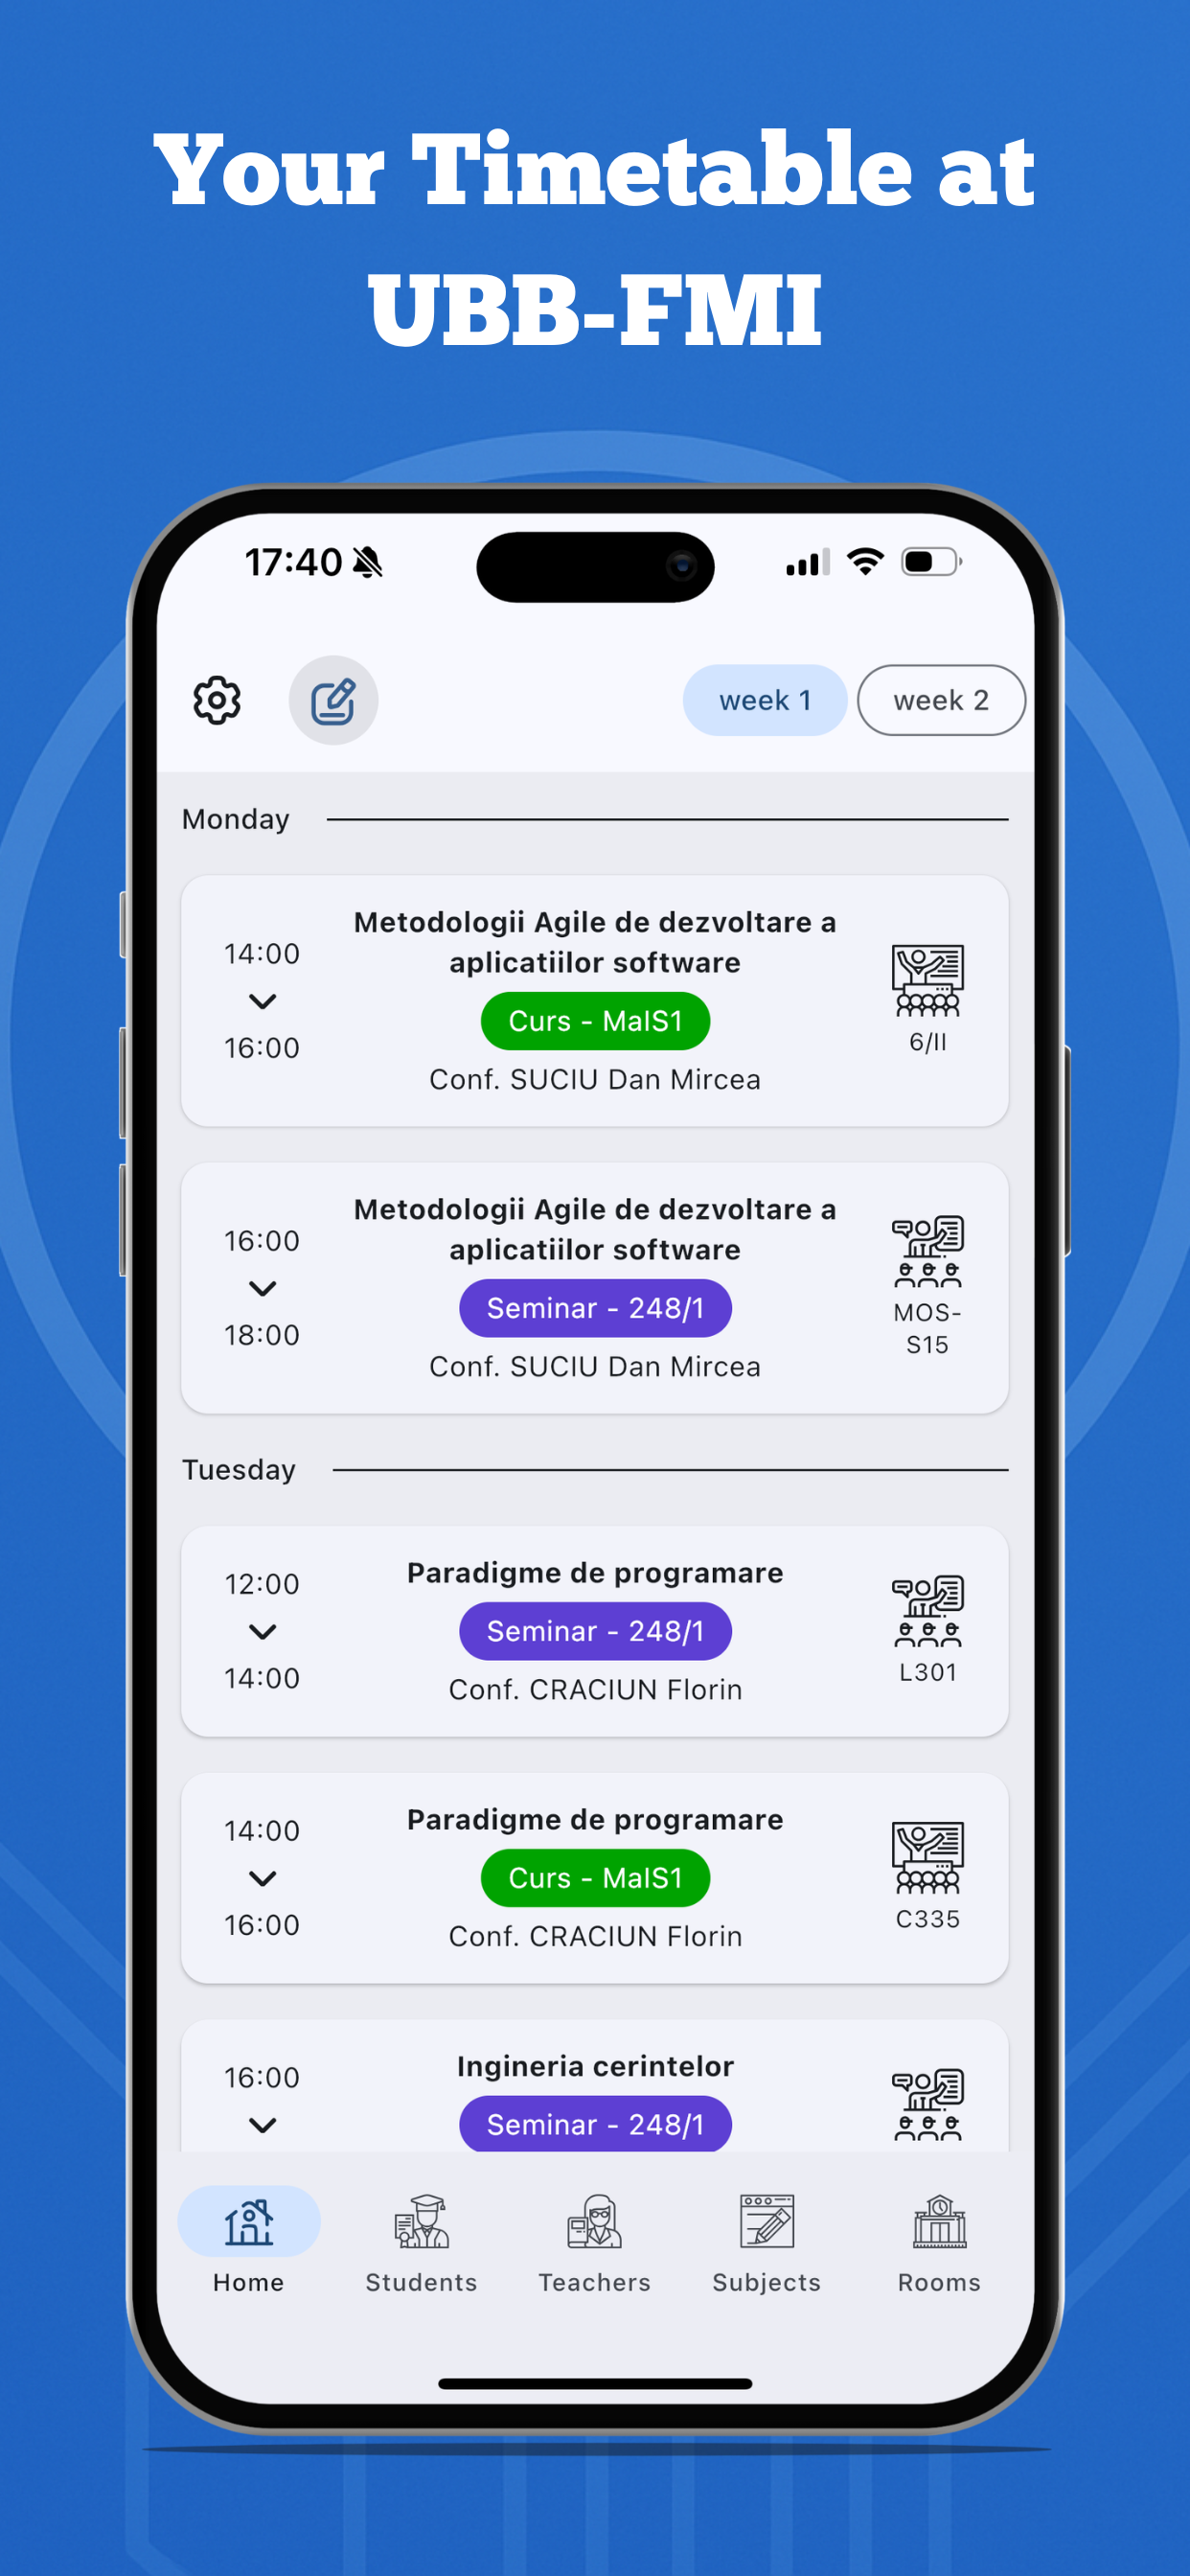 Your Timetable at
UBB-FMI
17:40
week 1
week 2
Monday
14:00
16:00
Metodologii Agile de dezvoltare a
aplicatiilor software
Curs - MaIS1
Conf. SUCIU Dan Mircea
6/II
16:00
18:00
Metodologii Agile de dezvoltare a
aplicatiilor software
Seminar - 248/1
Conf. SUCIU Dan Mircea
MOS-
S15
Tuesday
12:00
14:00
Paradigme de programare
Seminar - 248/1
Conf. CRACIUN Florin
L301
14:00
16:00
Paradigme de programare
Curs - MaIS1
Conf. CRACIUN Florin
C335
16:00
Ingineria cerintelor
Seminar - 248/1
Home
Students
Teachers
Subjects
Rooms